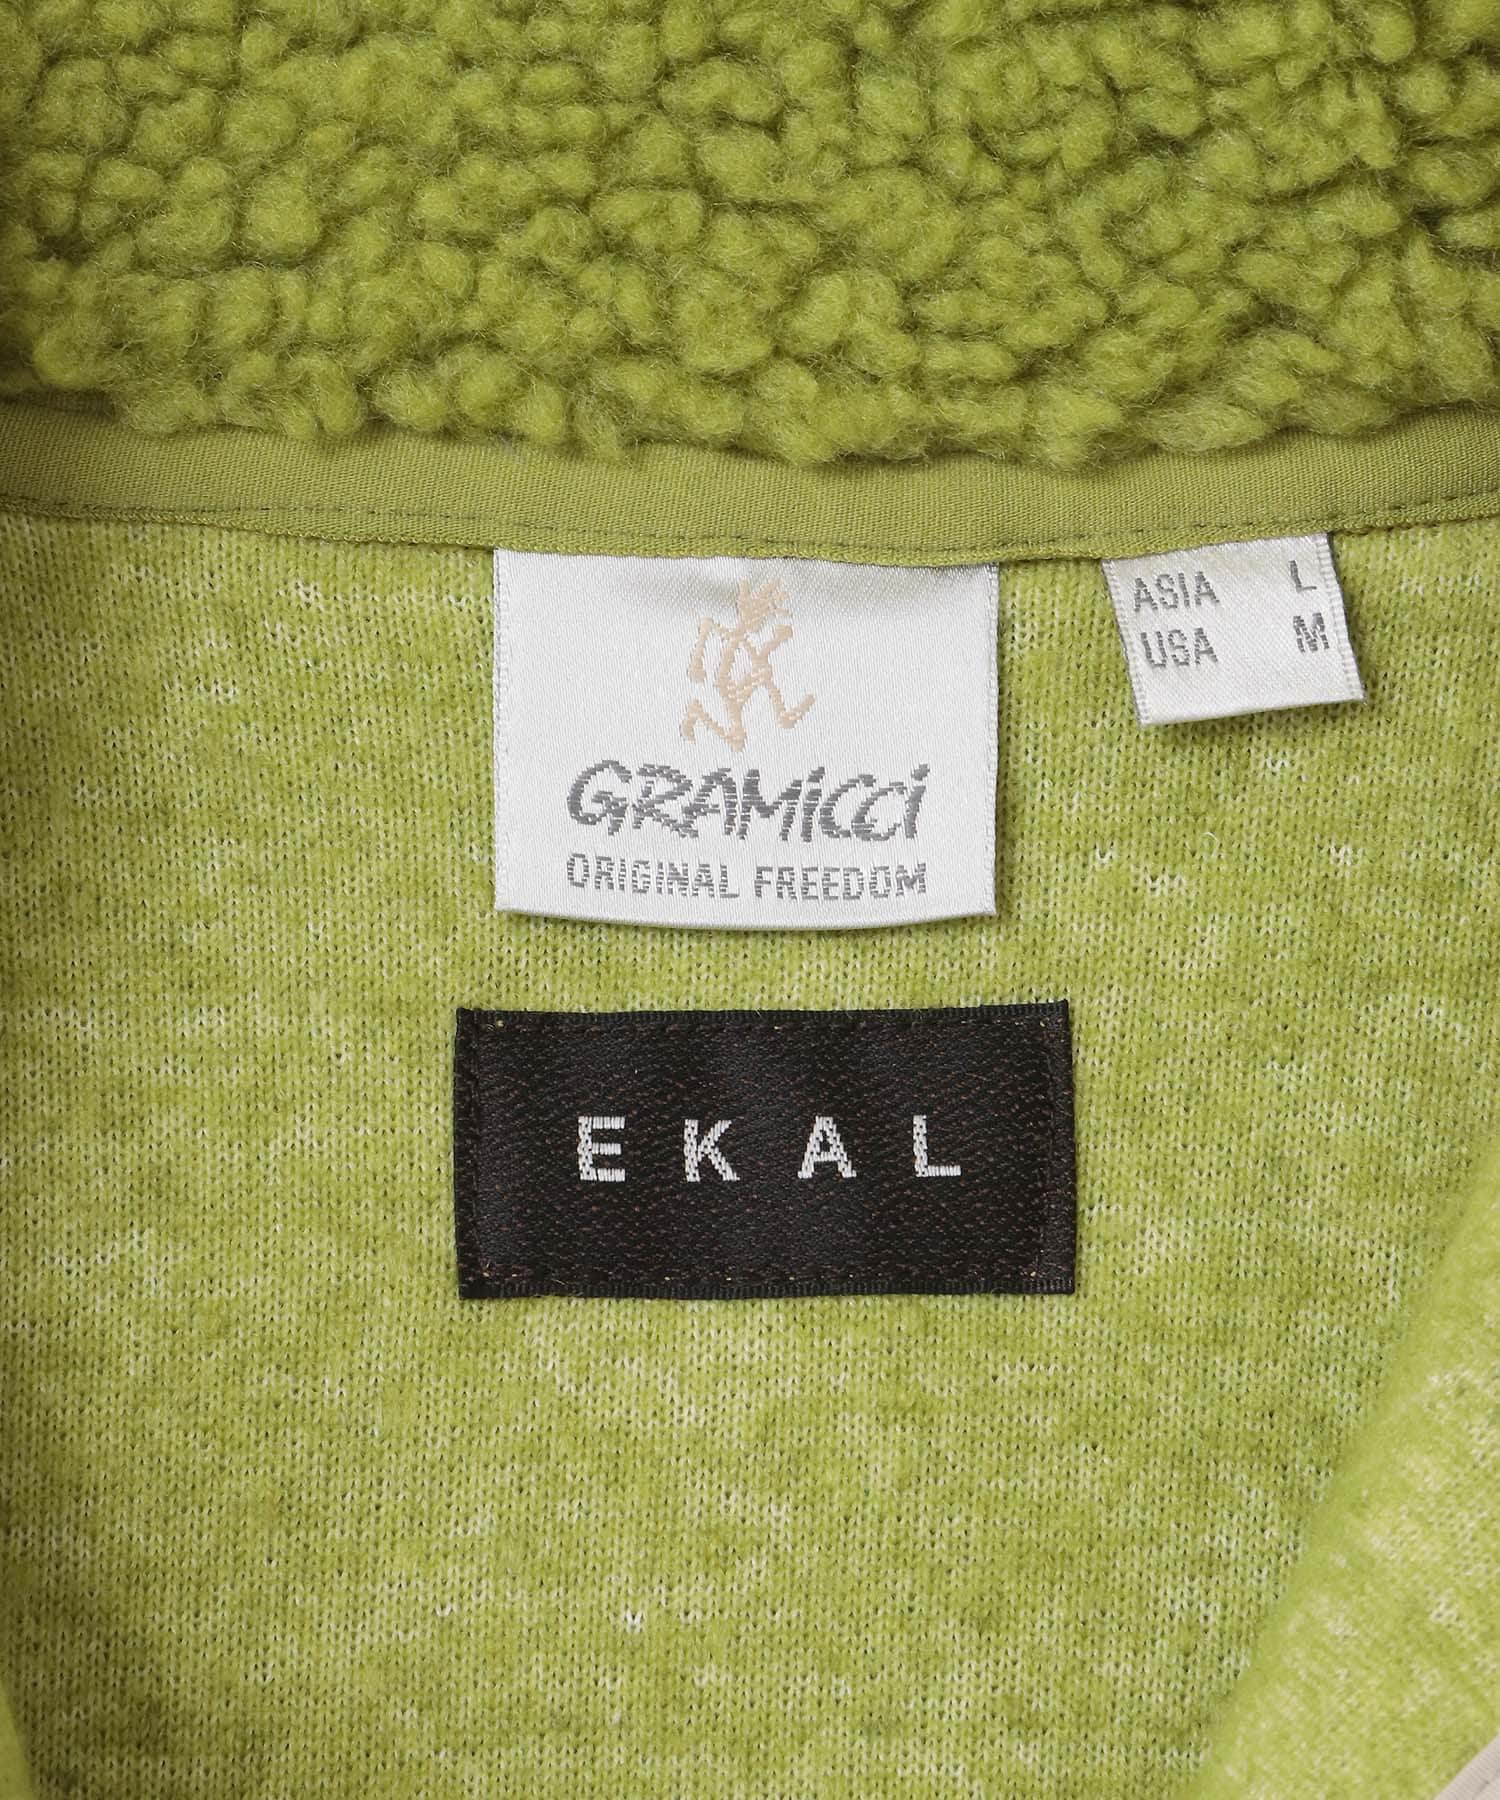 GRAMiCCi
ORIGINAL FREEDOM
ASIA L
USA M
EKAL